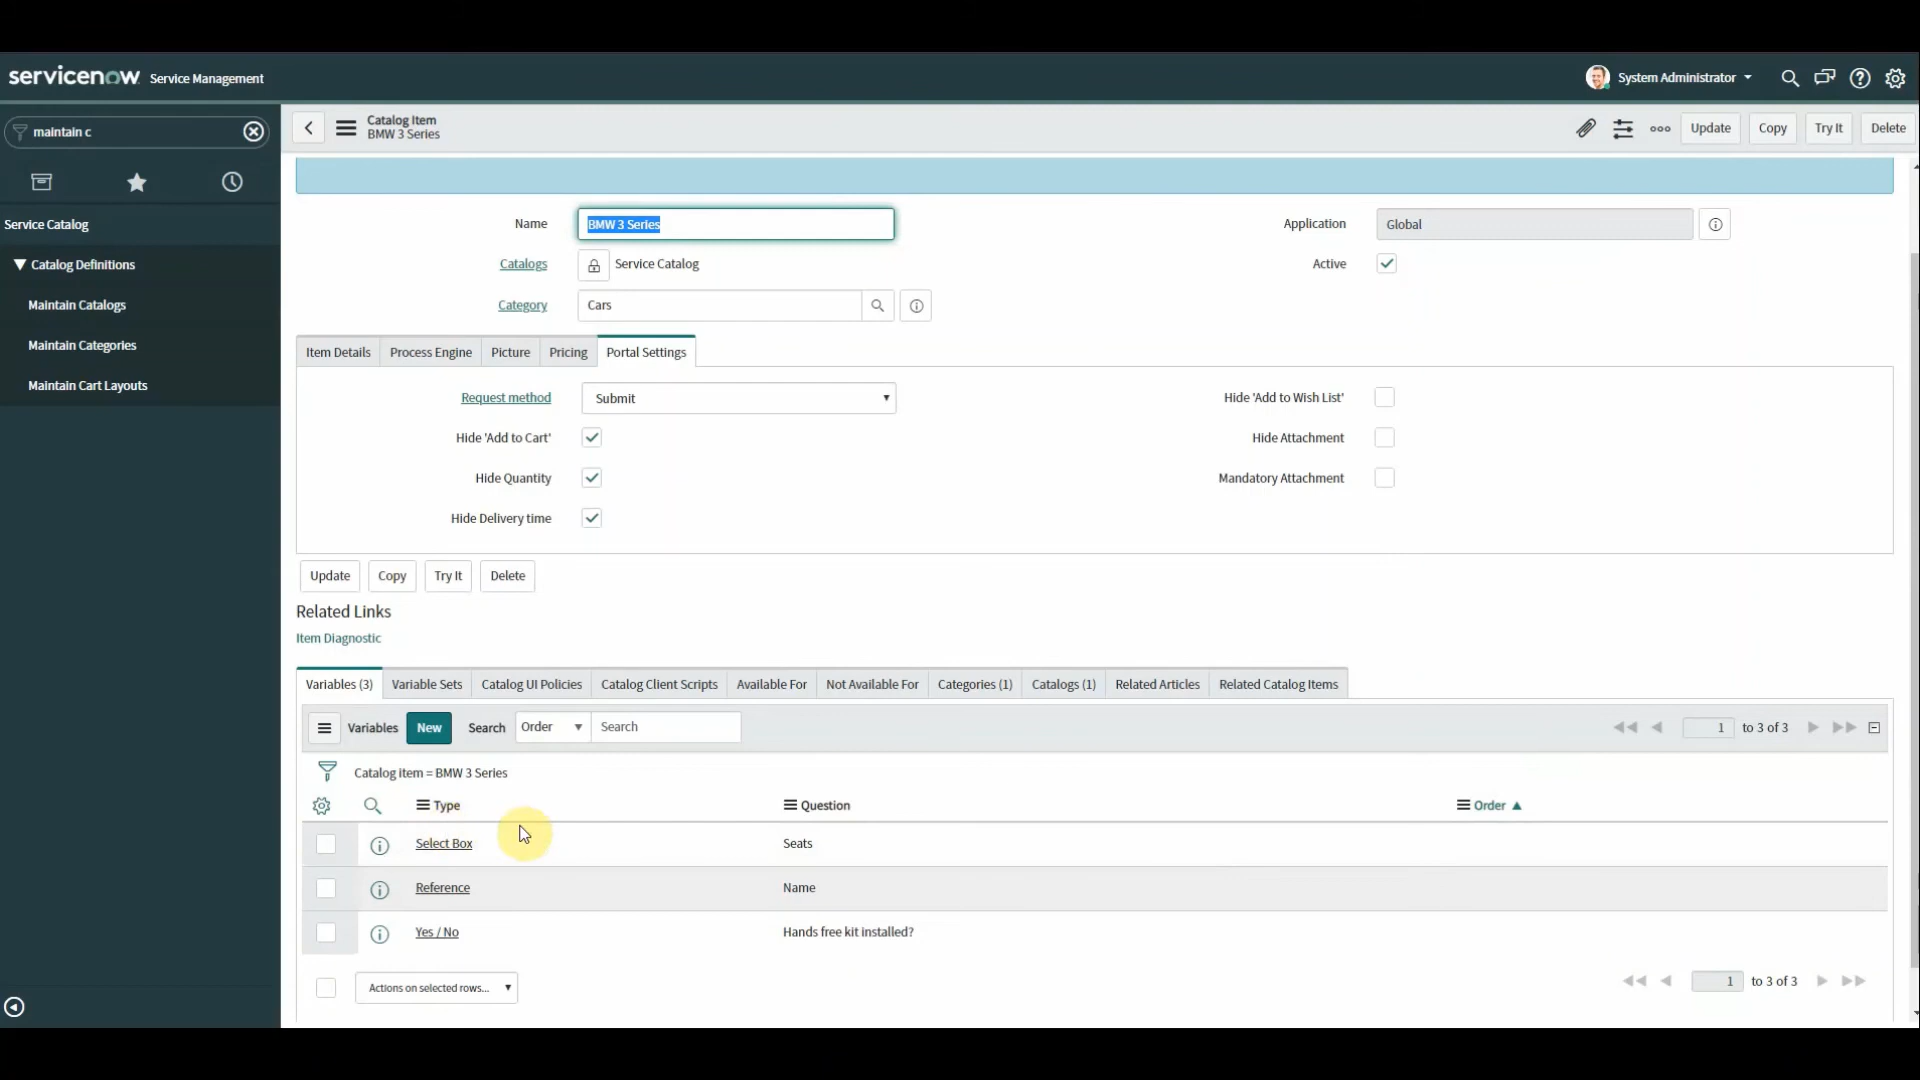 servicenow Service Management
System Administrator
maintain c
Service Catalog
Catalog Definitions
Maintain Catalogs
Maintain Categories
Maintain Cart Layouts
Catalog Item
BMW 3 Series
Update Copy Try It Delete
Name BMW 3 Series
Application Global
Catalogs Service Catalog
Active
Category Cars
Item Details Process Engine Picture Pricing Portal Settings
Request method Submit
Hide 'Add to Wish List'
Hide 'Add to Cart'
Hide Attachment
Hide Quantity
Mandatory Attachment
Hide Delivery time
Update Copy Try It Delete
Related Links
Item Diagnostic
Variables (3) Variable Sets Catalog UI Policies Catalog Client Scripts Available For Not Available For Categories (1) Catalogs (1) Related Articles Related Catalog Items
Variables New Search Order Search 1 to 3 of 3
Catalog item = BMW 3 Series
Type Question Order
Select Box Seats
Reference Name
Yes / No Hands free kit installed?
Actions on selected rows... 1 to 3 of 3